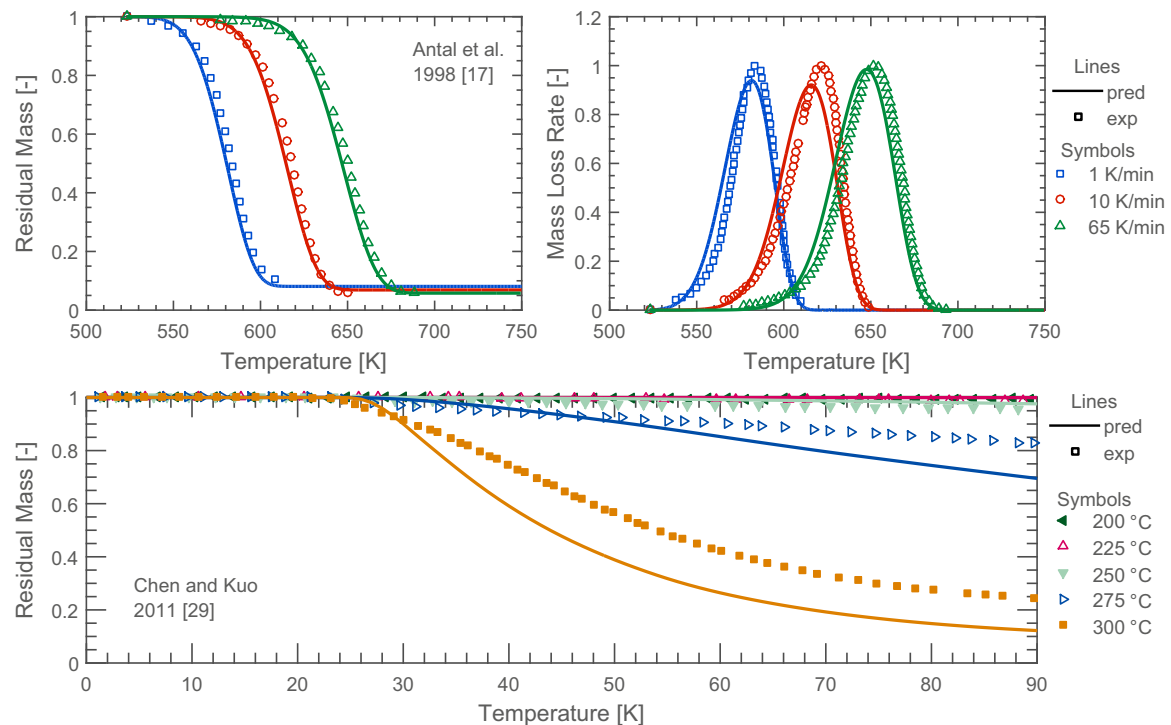 1
0.8
0.6
0.4
0.2
0
Residual Mass [-]
Antal et al.
1998 [17]
500 550 600 650 700 750
Temperature [K]
1.2
1
0.8
0.6
0.4
0.2
0
Mass Loss Rate [-]
500 550 600 650 700 750
Temperature [K]
Lines
pred
exp
Symbols
1 K/min
10 K/min
65 K/min
1
0.8
0.6
0.4
0.2
0
Residual Mass [-]
Chen and Kuo
2011 [29]
0 10 20 30 40 50 60 70 80 90
Temperature [K]
Lines
pred
exp
Symbols
200 °C
225 °C
250 °C
275 °C
300 °C